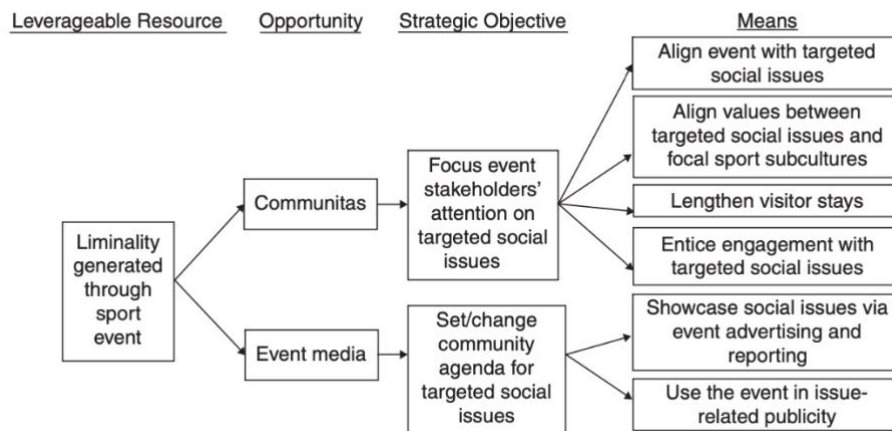 Leverageable Resource
Opportunity
Strategic Objective
Means
Liminality
generated
through
sport
event
Communitas
Event media
Focus event
stakeholders'
attention on
targeted social
issues
Set/change
community
agenda for
targeted social
issues
Align event with targeted
social issues
Align values between
targeted social issues and
focal sport subcultures
Lengthen visitor stays
Entice engagement with
targeted social issues
Showcase social issues via
event advertising and
reporting
Use the event in issue-
related publicity